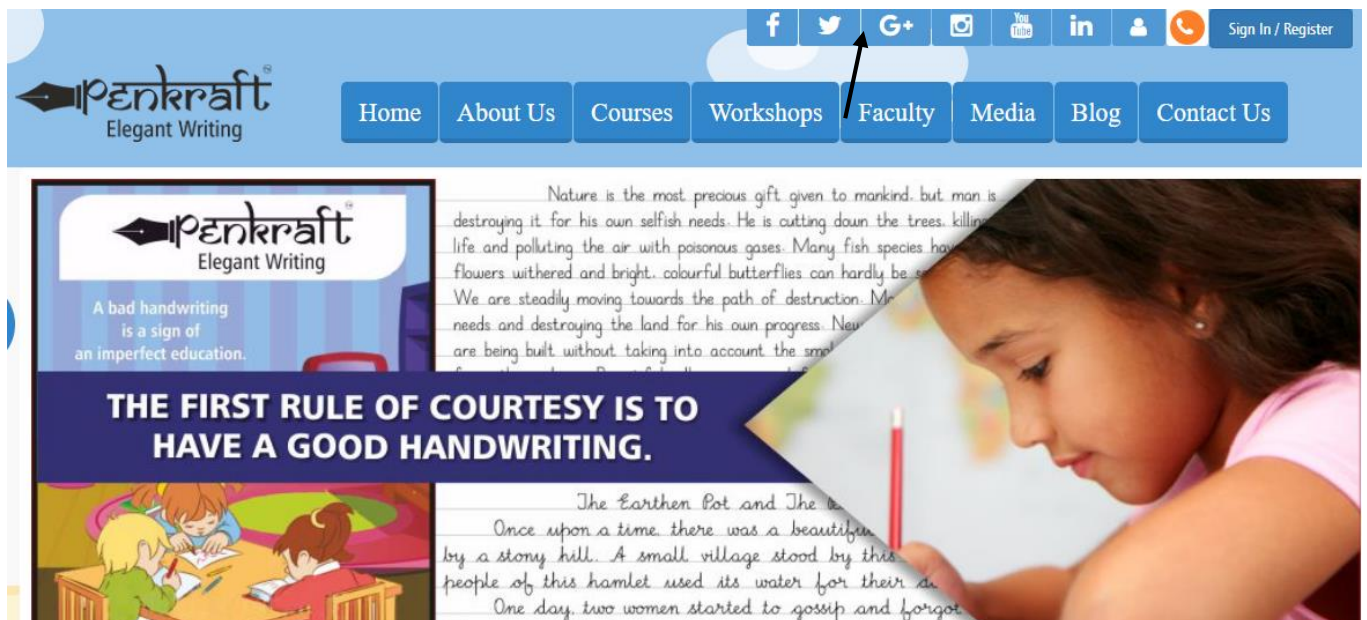 f G+ You Tube in Sign In / Register
Penkraft
Elegant Writing
Home About Us Courses Workshops Faculty Media Blog Contact Us
Penkraft
Elegant Writing
A bad handwriting
is a sign of
an imperfect education.
Nature is the most precious gift given to mankind. but man is
destroying it for his own selfish needs. He is cutting down the trees. killing
life and polluting the air with poisonous gases. Many fish species
flowers withered and bright. colourful butterflies can hardly be
We are steadily moving towards the path of destruction.
needs and destroying the land for his own progress.
are being built without taking into account the
THE FIRST RULE OF COURTESY IS TO
HAVE A GOOD HANDWRITING.
The Earthen Pot and The
Once upon a time, there was a beautiful
by a stony hill. A small village stood by this
people of this hamlet used its water for their
One day, two women started to gossip and forgot